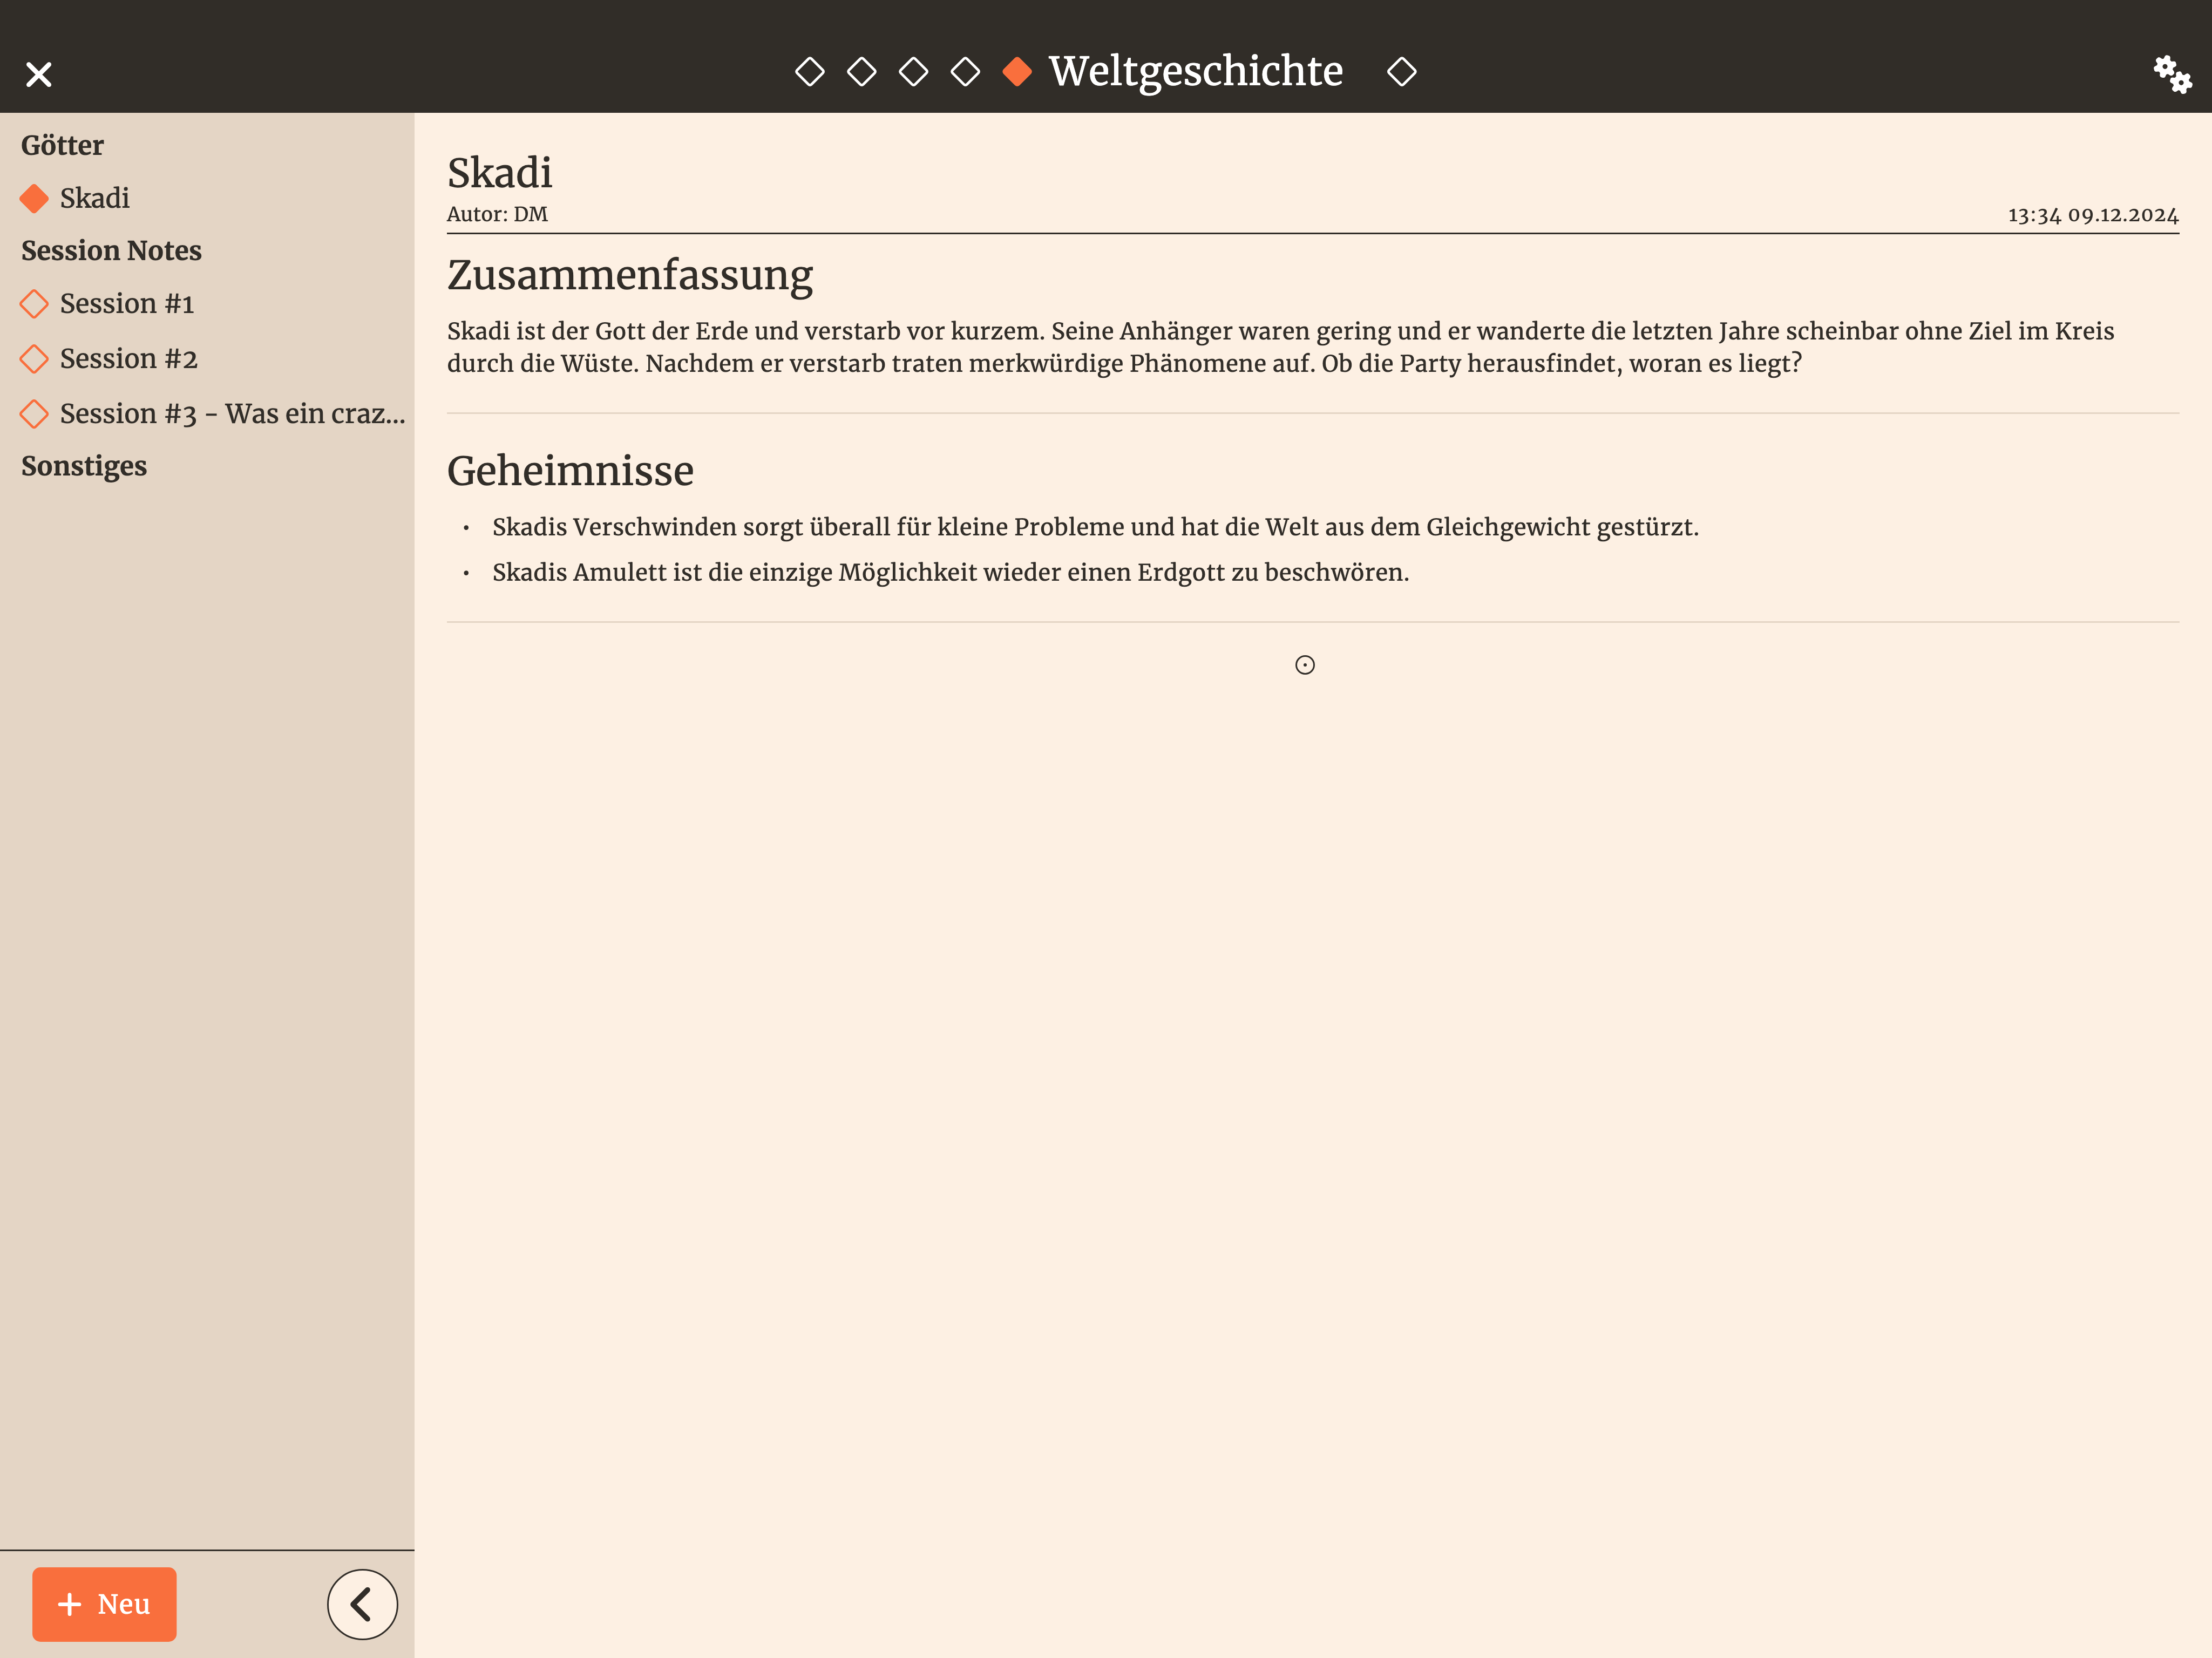 Weltgeschichte
Götter
Skadi
Session Notes
Session #1
Session #2
Session #3 - Was ein craz...
Sonstiges
Neu
Skadi
Autor: DM
13:34 09.12.2024
Zusammenfassung
Skadi ist der Gott der Erde und verstarb vor kurzem. Seine Anhänger waren gering und er wanderte die letzten Jahre scheinbar ohne Ziel im Kreis
durch die Wüste. Nachdem er verstarb traten merkwürdige Phänomene auf. Ob die Party herausfindet, woran es liegt?
Geheimnisse
• Skadis Verschwinden sorgt überall für kleine Probleme und hat die Welt aus dem Gleichgewicht gestürzt.
• Skadis Amulett ist die einzige Möglichkeit wieder einen Erdgott zu beschwören.